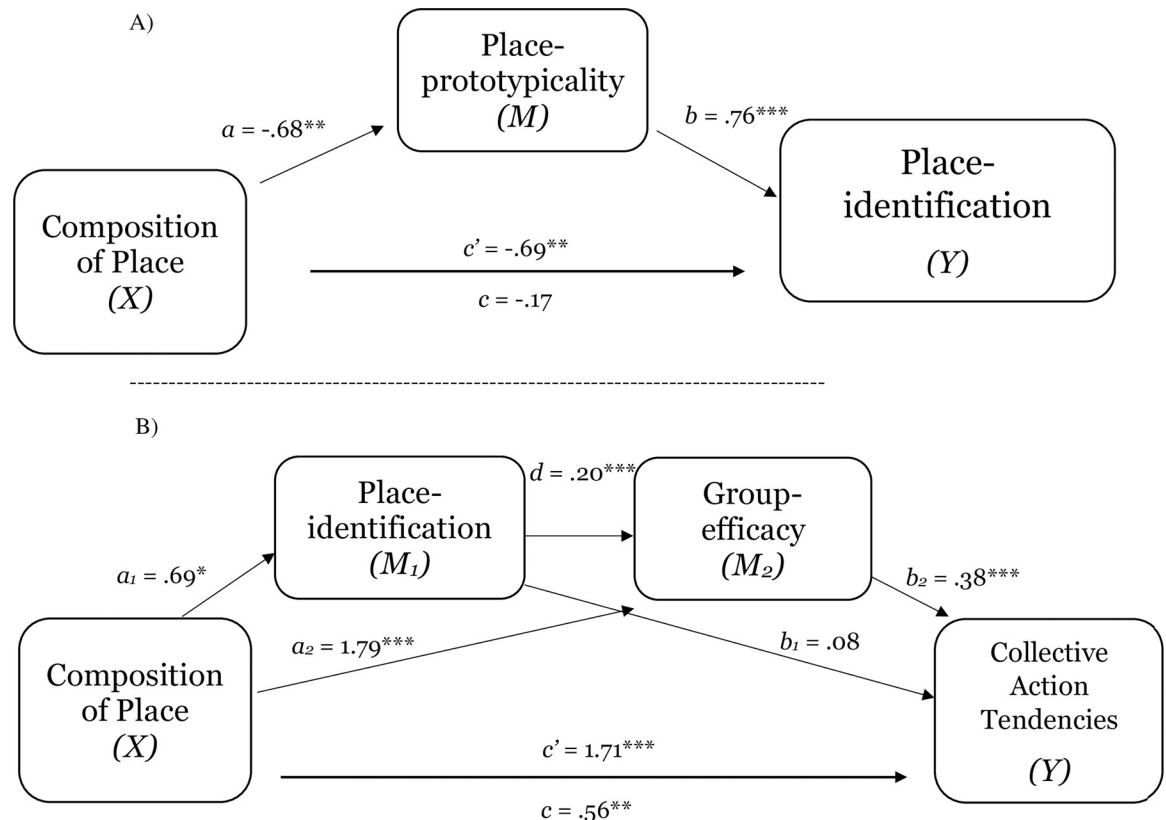 A)
Place-
prototypicality
(M)
a = -.68**
b = .76***
Place-
identification
(Y)
Composition
of Place
(X)
c’ = -.69**
c = -.17
B)
Place-
identification
(M₁)
d = .20***
Group-
efficacy
(M₂)
a₁ = .69*
b₂ = .38***
a₂ = 1.79***
b₁ = .08
Composition
of Place
(X)
Collective
Action
Tendencies
(Y)
c’ = 1.71***
c = .56**